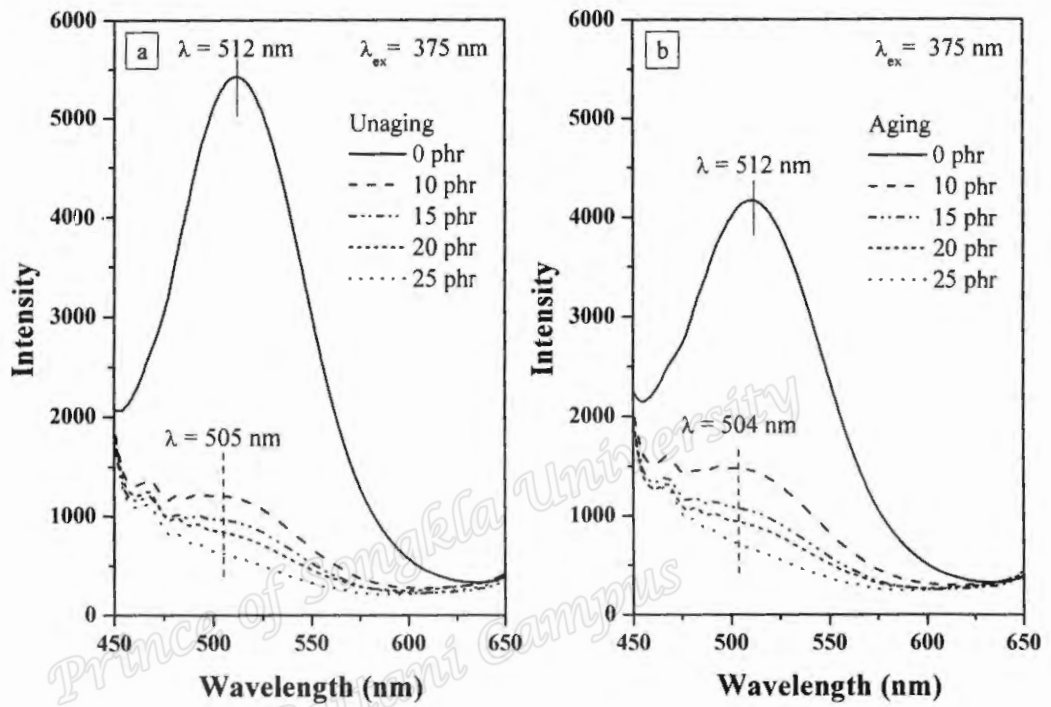 a
λ = 512 nm
λex = 375 nm
Unaging
0 phr
10 phr
15 phr
20 phr
25 phr
λ = 505 nm
6000
5000
4000
3000
2000
1000
0
Intensity
450 500 550 600 650
Wavelength (nm)
b
λex = 375 nm
Aging
0 phr
10 phr
15 phr
20 phr
25 phr
λ = 512 nm
λ = 504 nm
6000
5000
4000
3000
2000
1000
0
Intensity
450 500 550 600 650
Wavelength (nm)
Prince of Songkla University
Pattani Campus